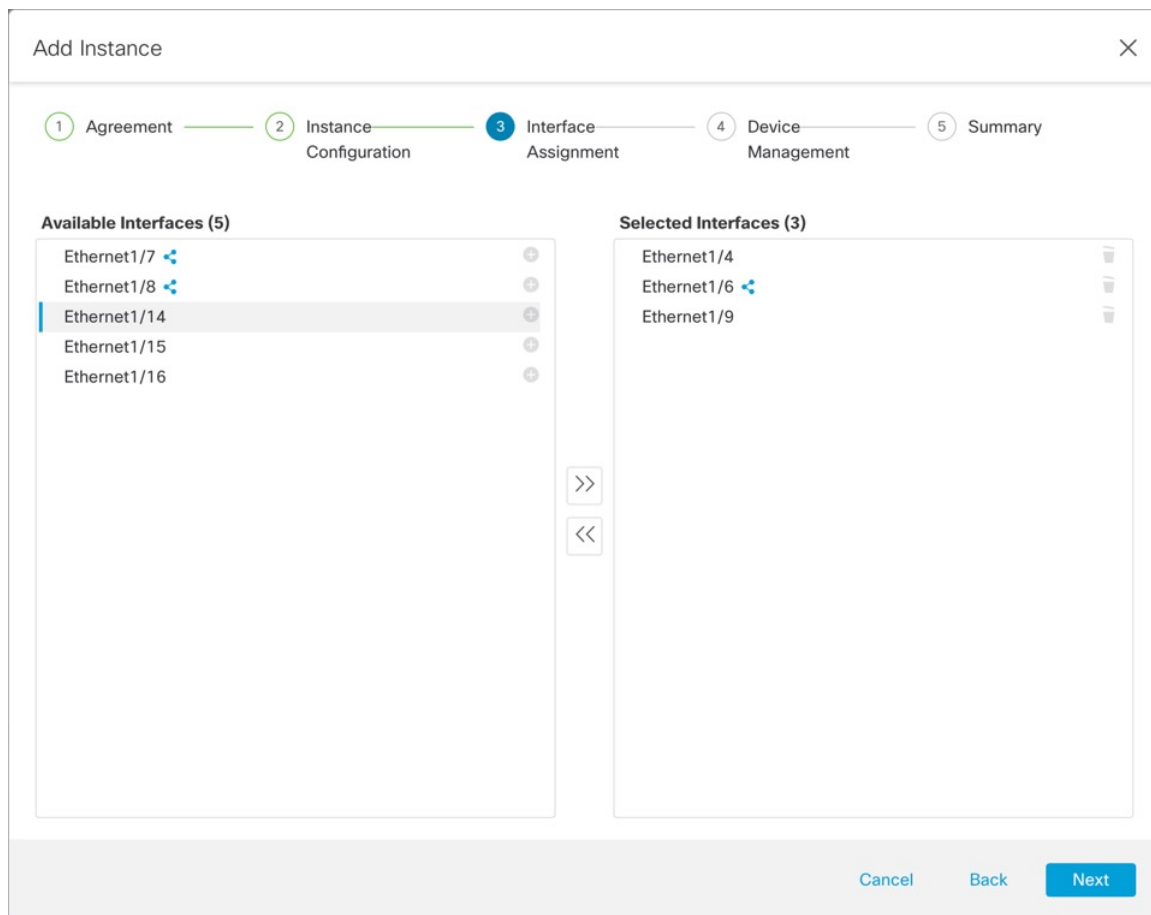 Add Instance
1 Agreement 2 Instance Configuration 3 Interface Assignment 4 Device Management 5 Summary
Available Interfaces (5)
Ethernet1/7
Ethernet1/8
Ethernet1/14
Ethernet1/15
Ethernet1/16
Selected Interfaces (3)
Ethernet1/4
Ethernet1/6
Ethernet1/9
>>
<<
Cancel Back Next